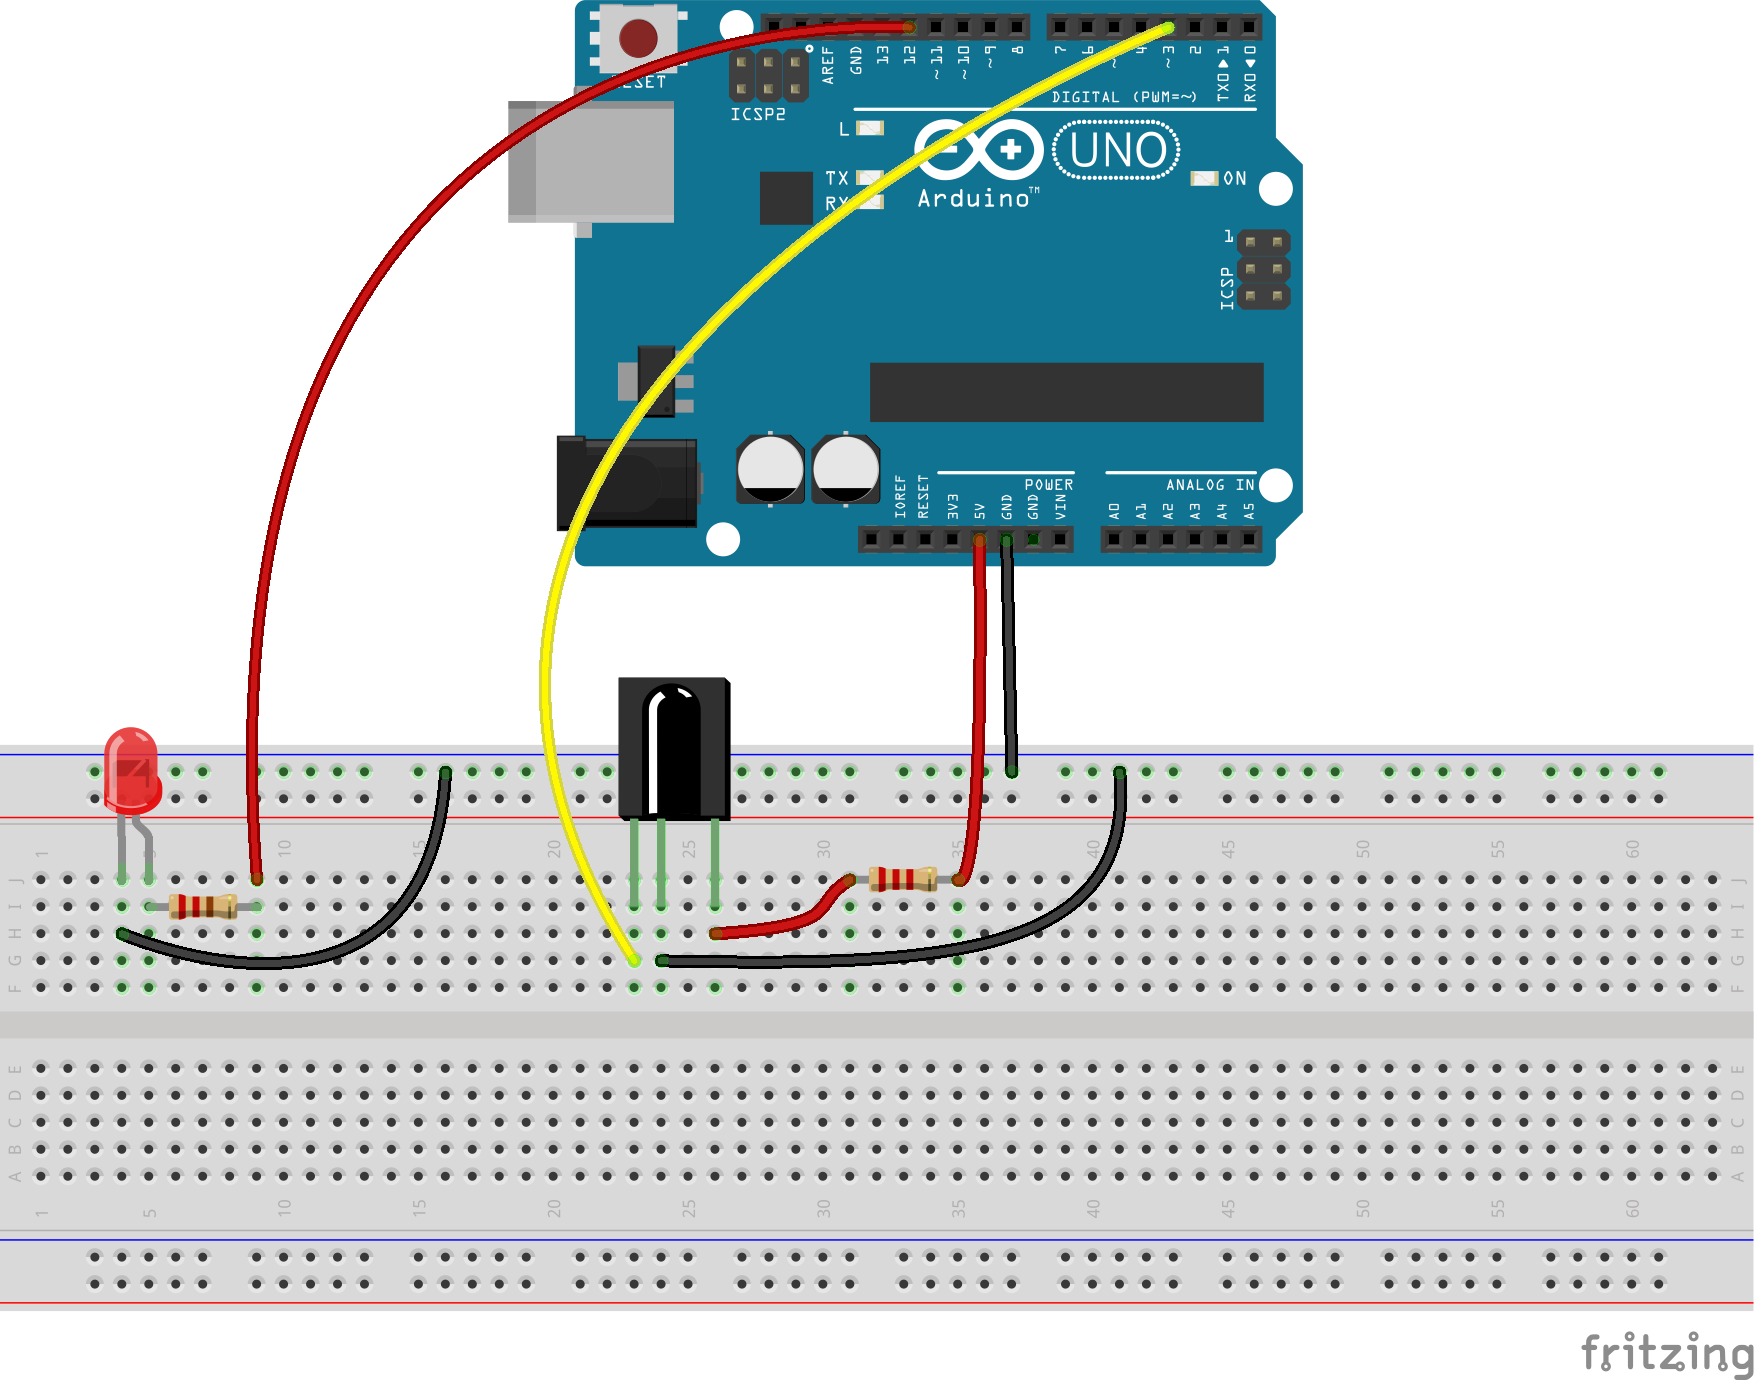 RESET
ICSP2
AREF
GND
13
12
~11
~10
~9
8
7
6
~
4
~3
2
TX0▶1
RX0◀0
DIGITAL (PWM=~)
L
TX
RX
UNO
Arduino™
ON
1
ICSP
IOREF
RESET
3V3
5V
GND
GND
VIN
POWER
ANALOG IN
A0
A1
A2
A3
A4
A5
1 10 15 20 25 30 35 40 45 50 55 60
J J
I I
H H
G G
F F
E E
D D
C C
B B
A A
1 5 10 15 20 25 30 35 40 45 50 55 60
fritzing